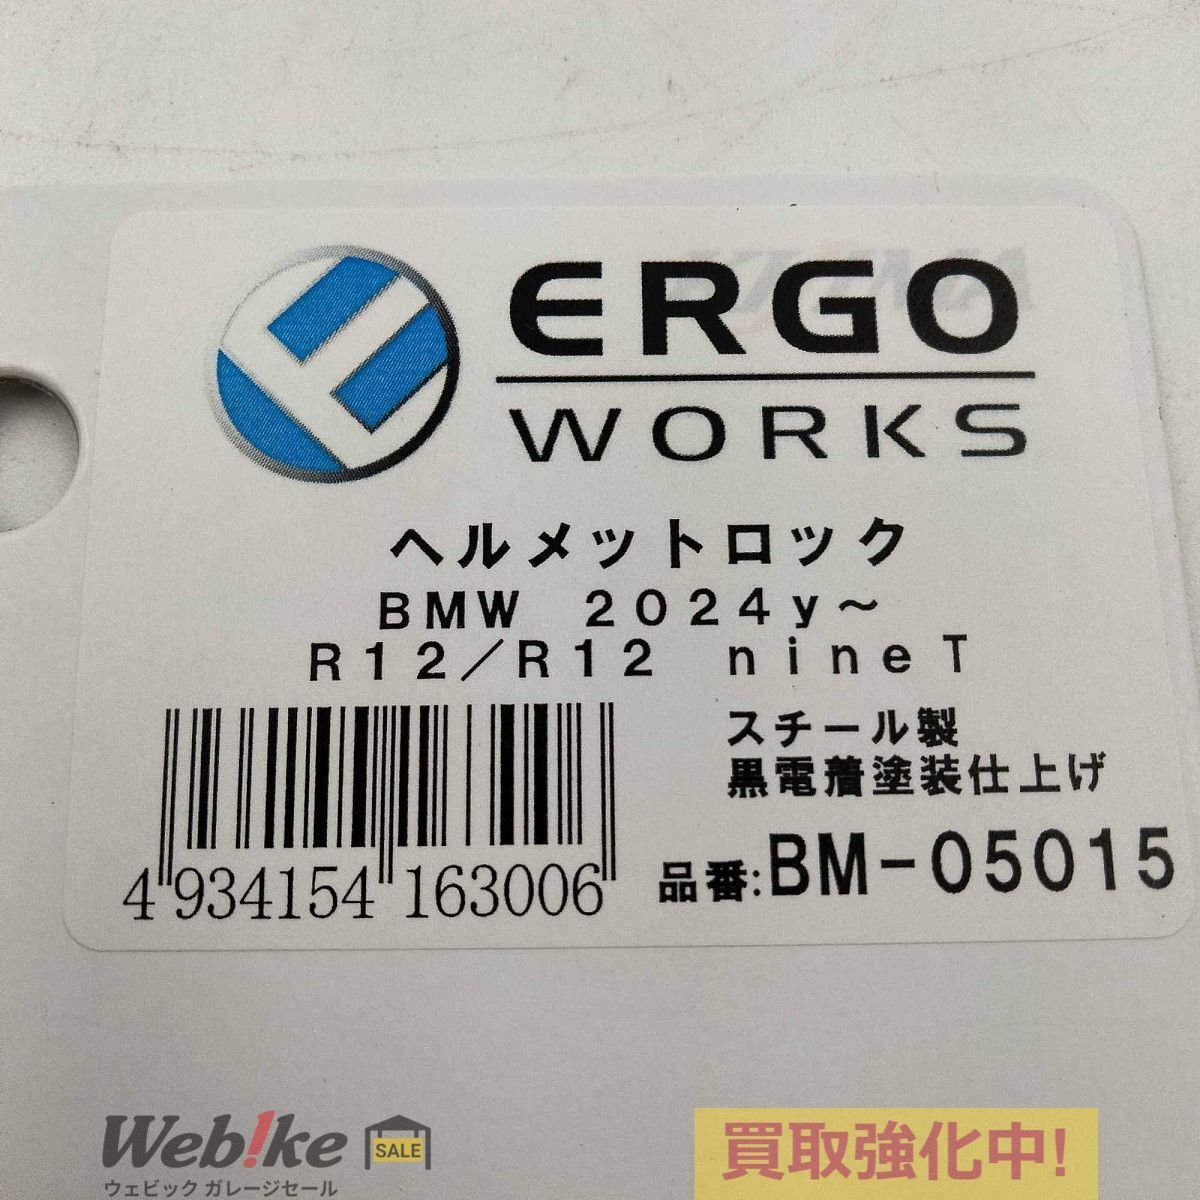 ERGO
WORKS
ヘルメットロック
BMW 2024y～
R12／R12 nineT
スチール製
黒電着塗装仕上げ
品番:BM-05015
4 934154 163006
Web!ke SALE
ウェビック ガレージセール
買取強化中!